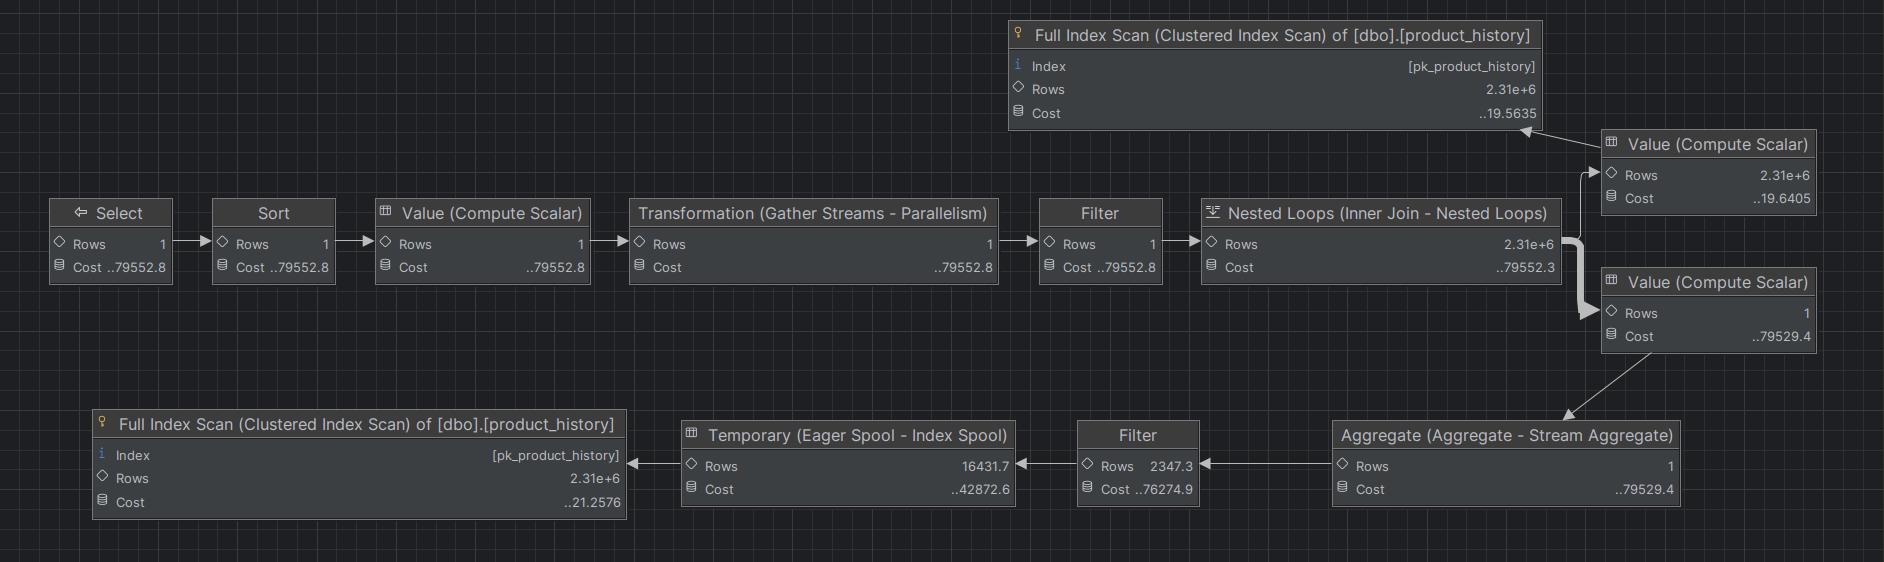 Full Index Scan (Clustered Index Scan) of [dbo].[product_history]
Index [pk_product_history]
Rows 2.31e+6
Cost ..19.5635
Value (Compute Scalar)
Rows 2.31e+6
Cost ..19.6405
Select
Rows 1
Cost ..79552.8
Sort
Rows 1
Cost ..79552.8
Value (Compute Scalar)
Rows 1
Cost ..79552.8
Transformation (Gather Streams - Parallelism)
Rows 1
Cost ..79552.8
Filter
Rows 1
Cost ..79552.8
Nested Loops (Inner Join - Nested Loops)
Rows 2.31e+6
Cost ..79552.3
Value (Compute Scalar)
Rows 1
Cost ..79529.4
Full Index Scan (Clustered Index Scan) of [dbo].[product_history]
Index [pk_product_history]
Rows 2.31e+6
Cost ..21.2576
Temporary (Eager Spool - Index Spool)
Rows 16431.7
Cost ..42872.6
Filter
Rows 2347.3
Cost ..76274.9
Aggregate (Aggregate - Stream Aggregate)
Rows 1
Cost ..79529.4